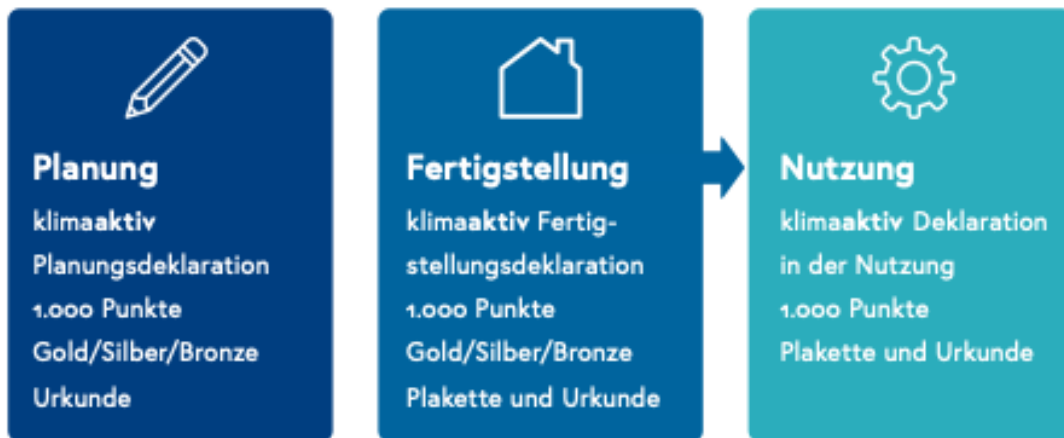 Planung
klimaaktiv
Planungsdeklaration
1.000 Punkte
Gold/Silber/Bronze
Urkunde
Fertigstellung
klimaaktiv Fertig-
stellungsdeklaration
1.000 Punkte
Gold/Silber/Bronze
Plakette und Urkunde
Nutzung
klimaaktiv Deklaration
in der Nutzung
1.000 Punkte
Plakette und Urkunde